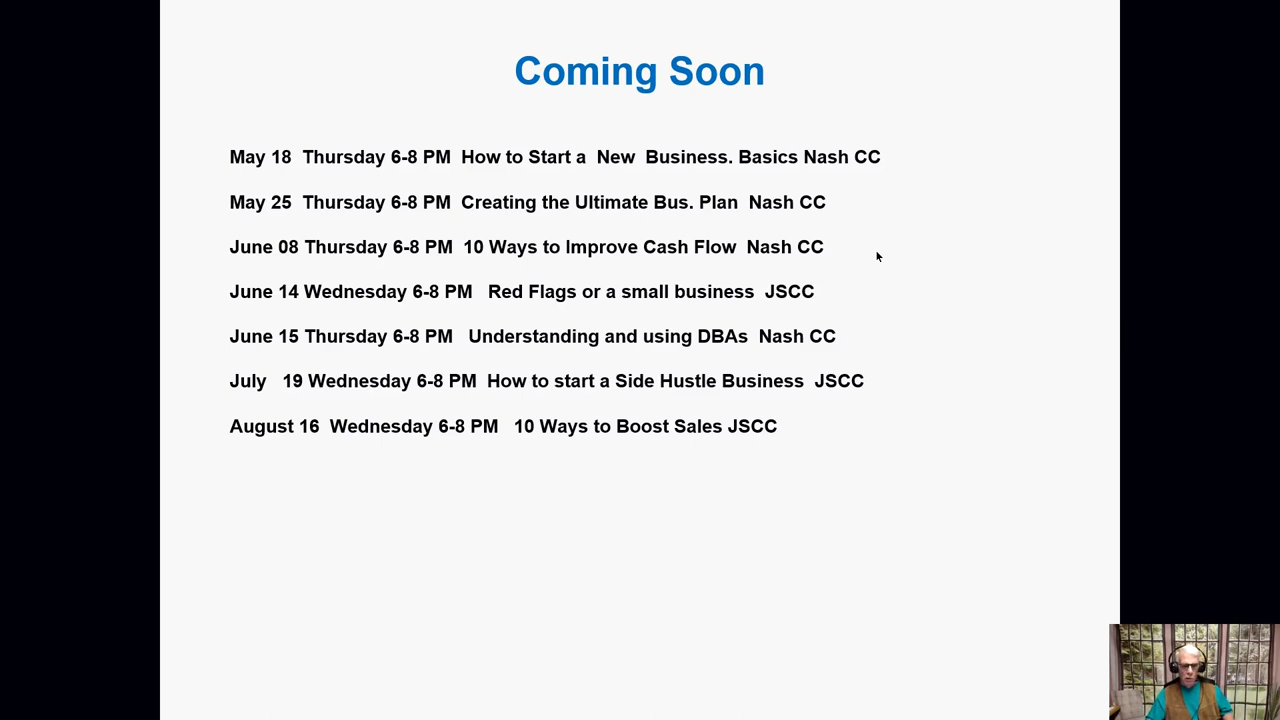 Coming Soon
May 18 Thursday 6-8 PM How to Start a New Business. Basics Nash CC
May 25 Thursday 6-8 PM Creating the Ultimate Bus. Plan Nash CC
June 08 Thursday 6-8 PM 10 Ways to Improve Cash Flow Nash CC
June 14 Wednesday 6-8 PM Red Flags or a small business JSCC
June 15 Thursday 6-8 PM Understanding and using DBAs Nash CC
July 19 Wednesday 6-8 PM How to start a Side Hustle Business JSCC
August 16 Wednesday 6-8 PM 10 Ways to Boost Sales JSCC